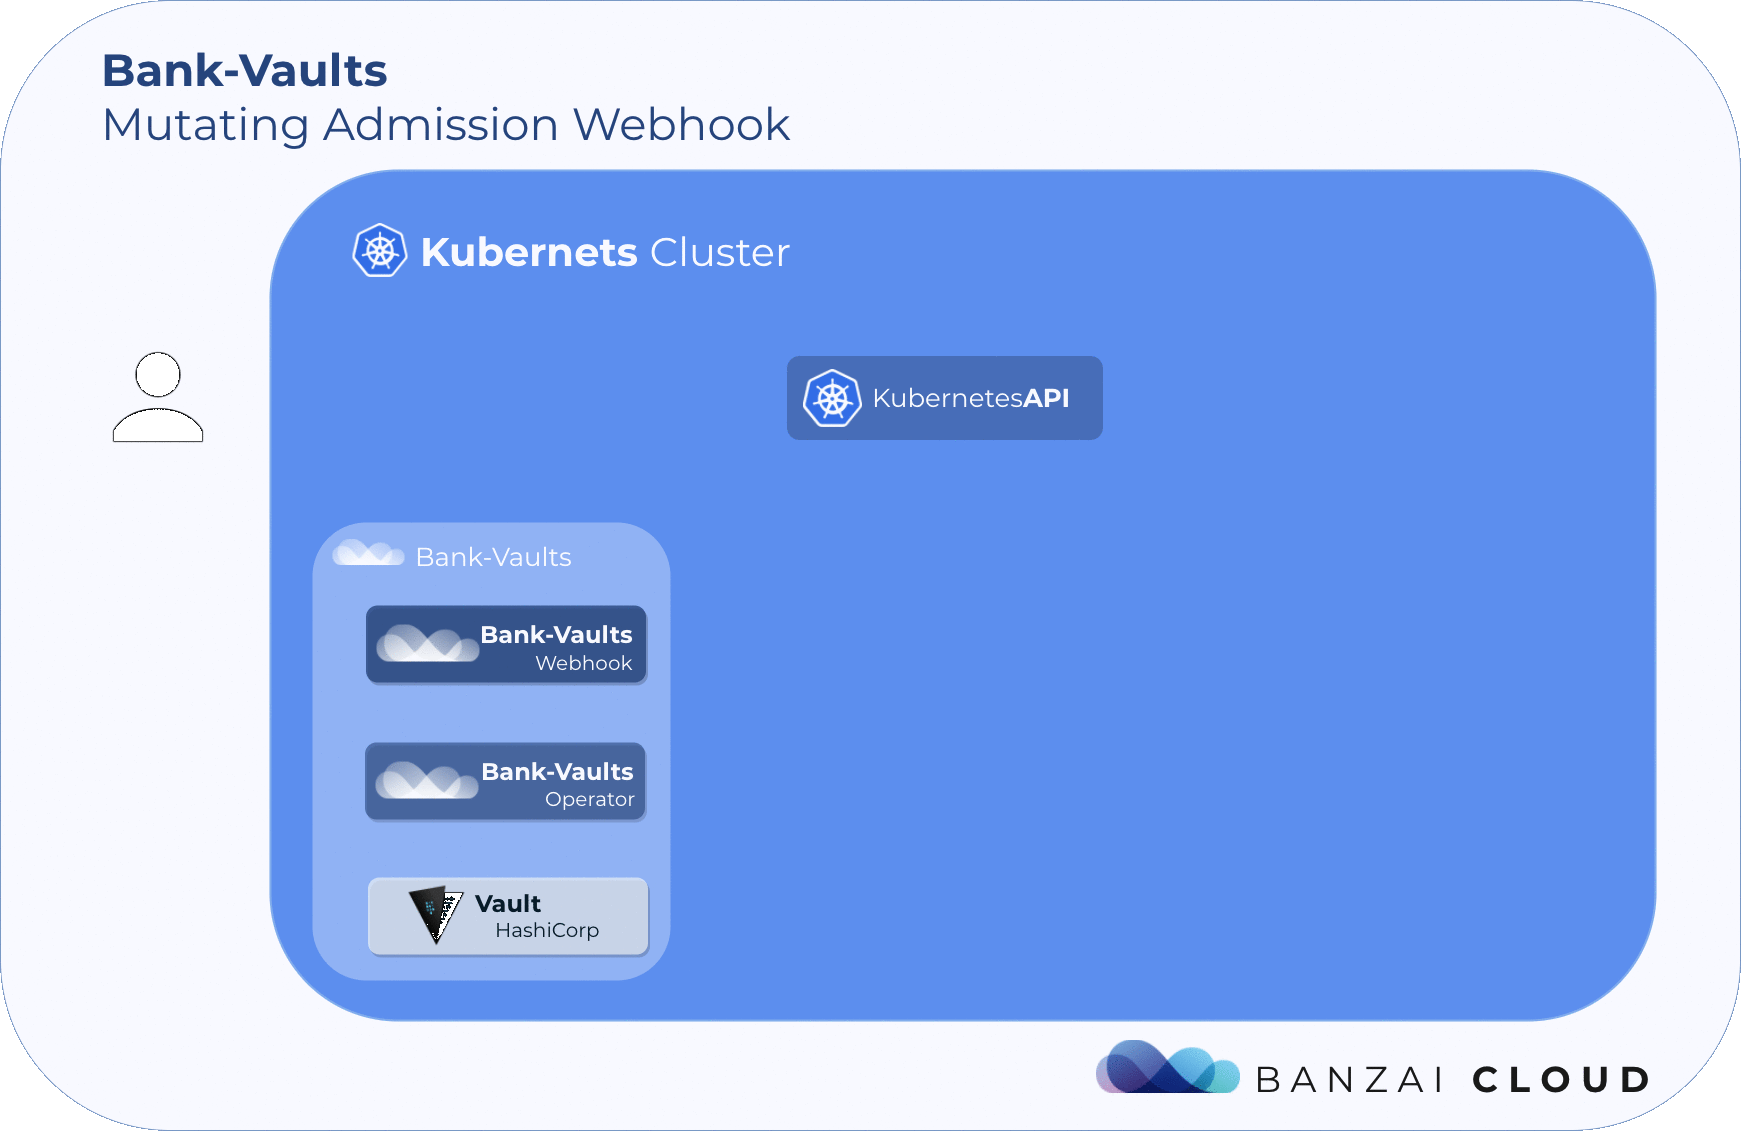 Bank-Vaults
Mutating Admission Webhook
Kubernets Cluster
KubernetesAPI
Bank-Vaults
Bank-Vaults
Webhook
Bank-Vaults
Operator
Vault
HashiCorp
BANZAI CLOUD